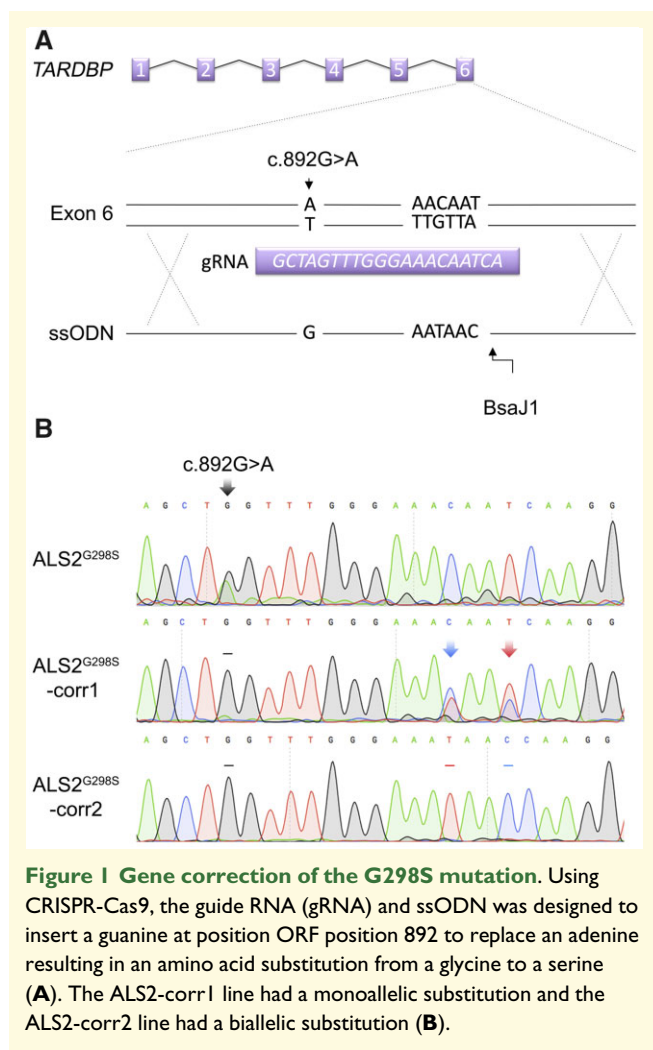 A
TARDBP
1 2 3 4 5 6
c.892G>A
A AACAAT
Exon 6
T TTGTTA
gRNA GCTAGTTTGGGAAACAATCA
ssODN G AATAAC
BsaJ1
B
c.892G>A
A G C T G G T T T G G G A A A C A A T C A A G G
ALS2G298S
A G C T G G T T T G G G A A A C A A T C A A G G
ALS2G298S
-corr1
A G C T G G T T T G G G A A A T A A C C A A G G
ALS2G298S
-corr2
Figure 1 Gene correction of the G298S mutation. Using
CRISPR-Cas9, the guide RNA (gRNA) and ssODN was designed to
insert a guanine at position ORF position 892 to replace an adenine
resulting in an amino acid substitution from a glycine to a serine
(A). The ALS2-corr1 line had a monoallelic substitution and the
ALS2-corr2 line had a biallelic substitution (B).